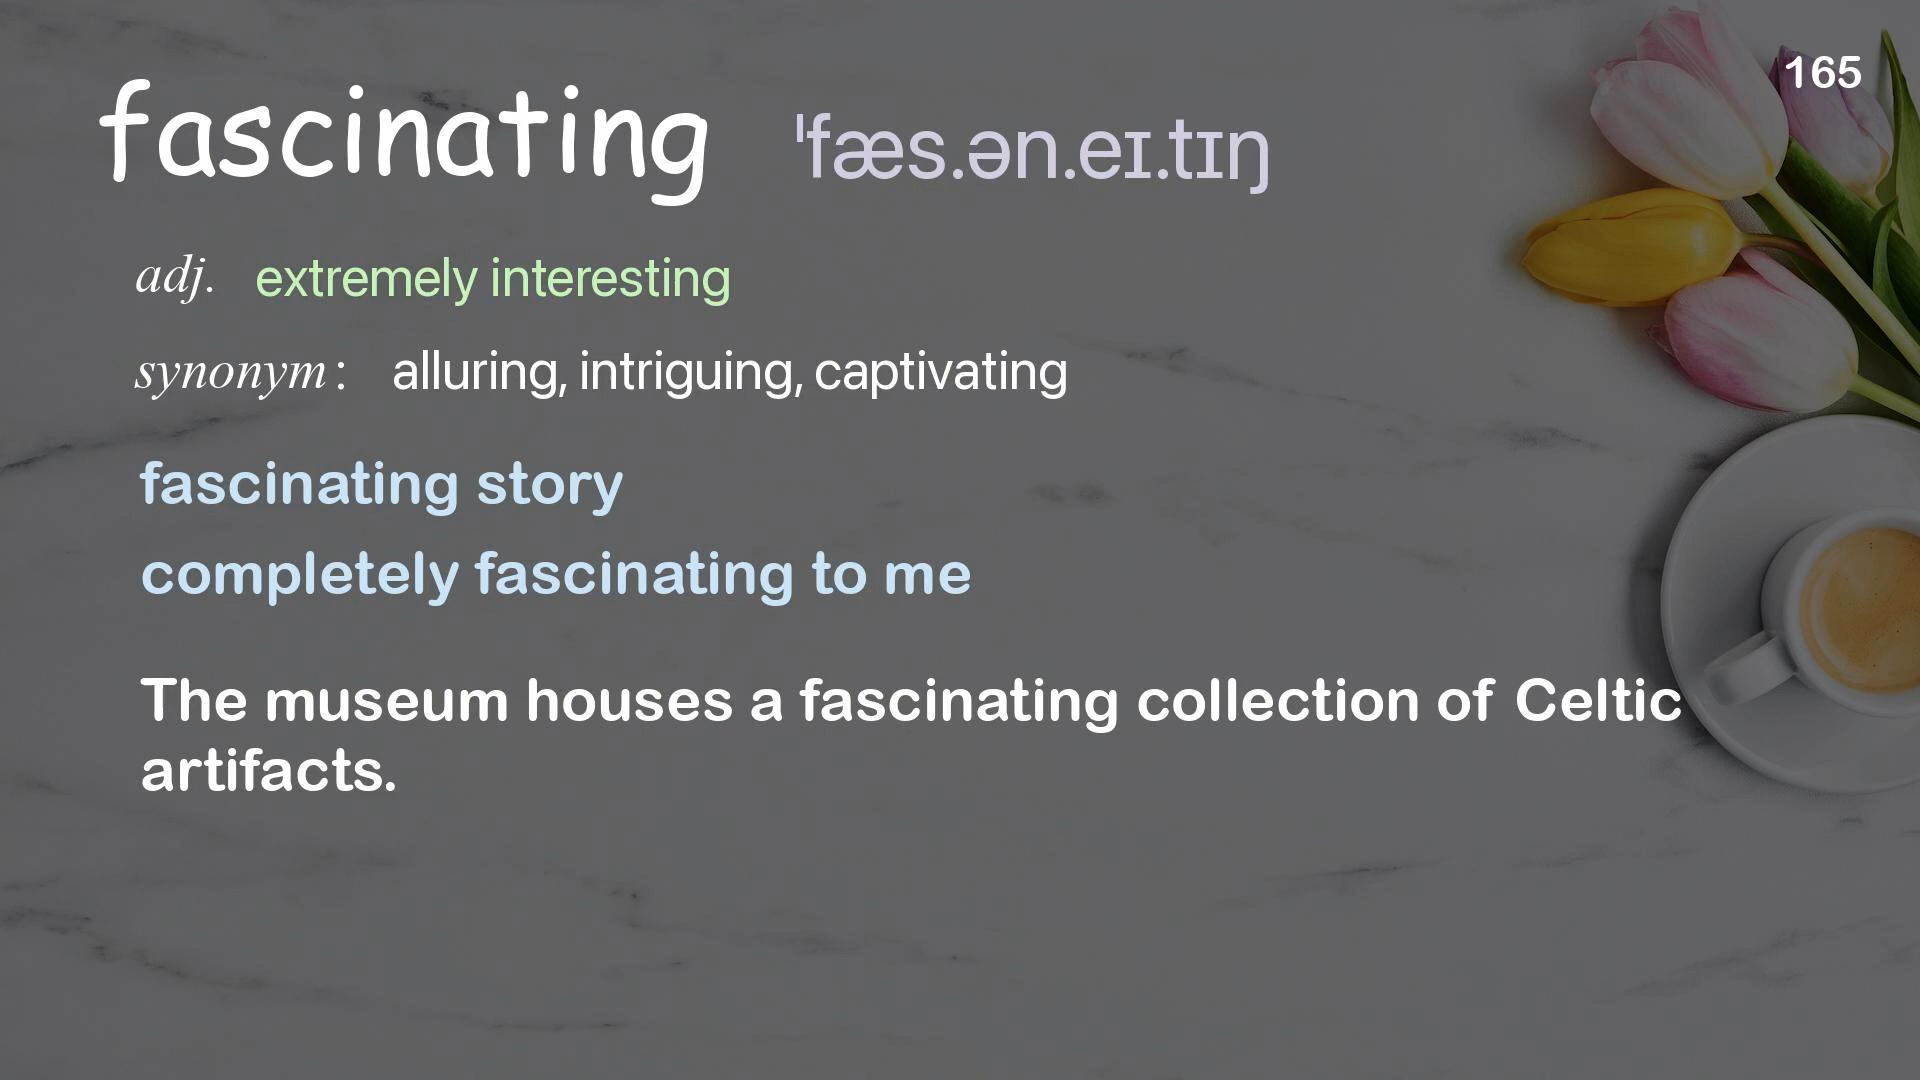 165
fascinating ˈfæs.ən.eɪ.tɪŋ
adj. extremely interesting
synonym : alluring, intriguing, captivating
fascinating story
completely fascinating to me
The museum houses a fascinating collection of Celtic
artifacts.